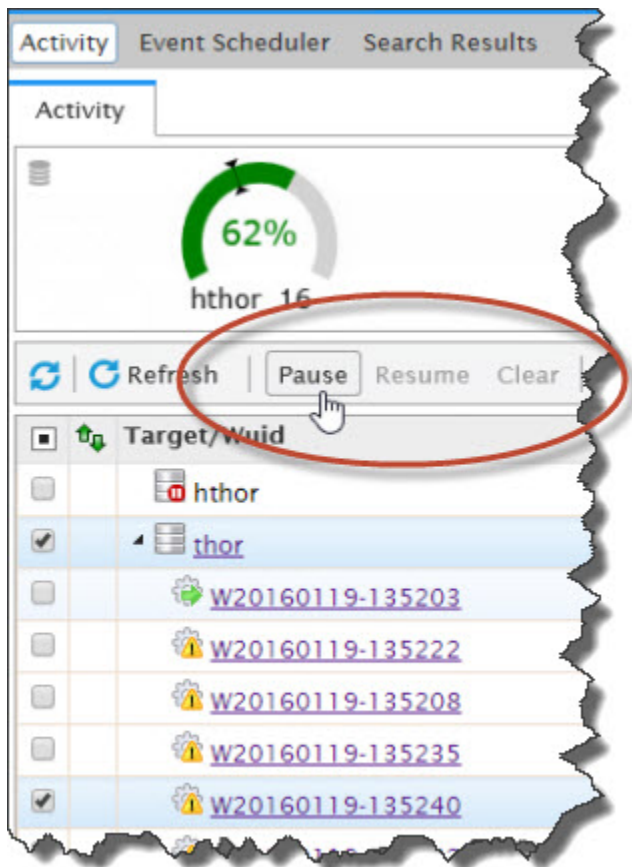 Activity Event Scheduler Search Results
Activity
62%
hthor 16
Refresh Pause Resume Clear
Target/Wuid
hthor
thor
W20160119-135203
W20160119-135222
W20160119-135208
W20160119-135235
W20160119-135240